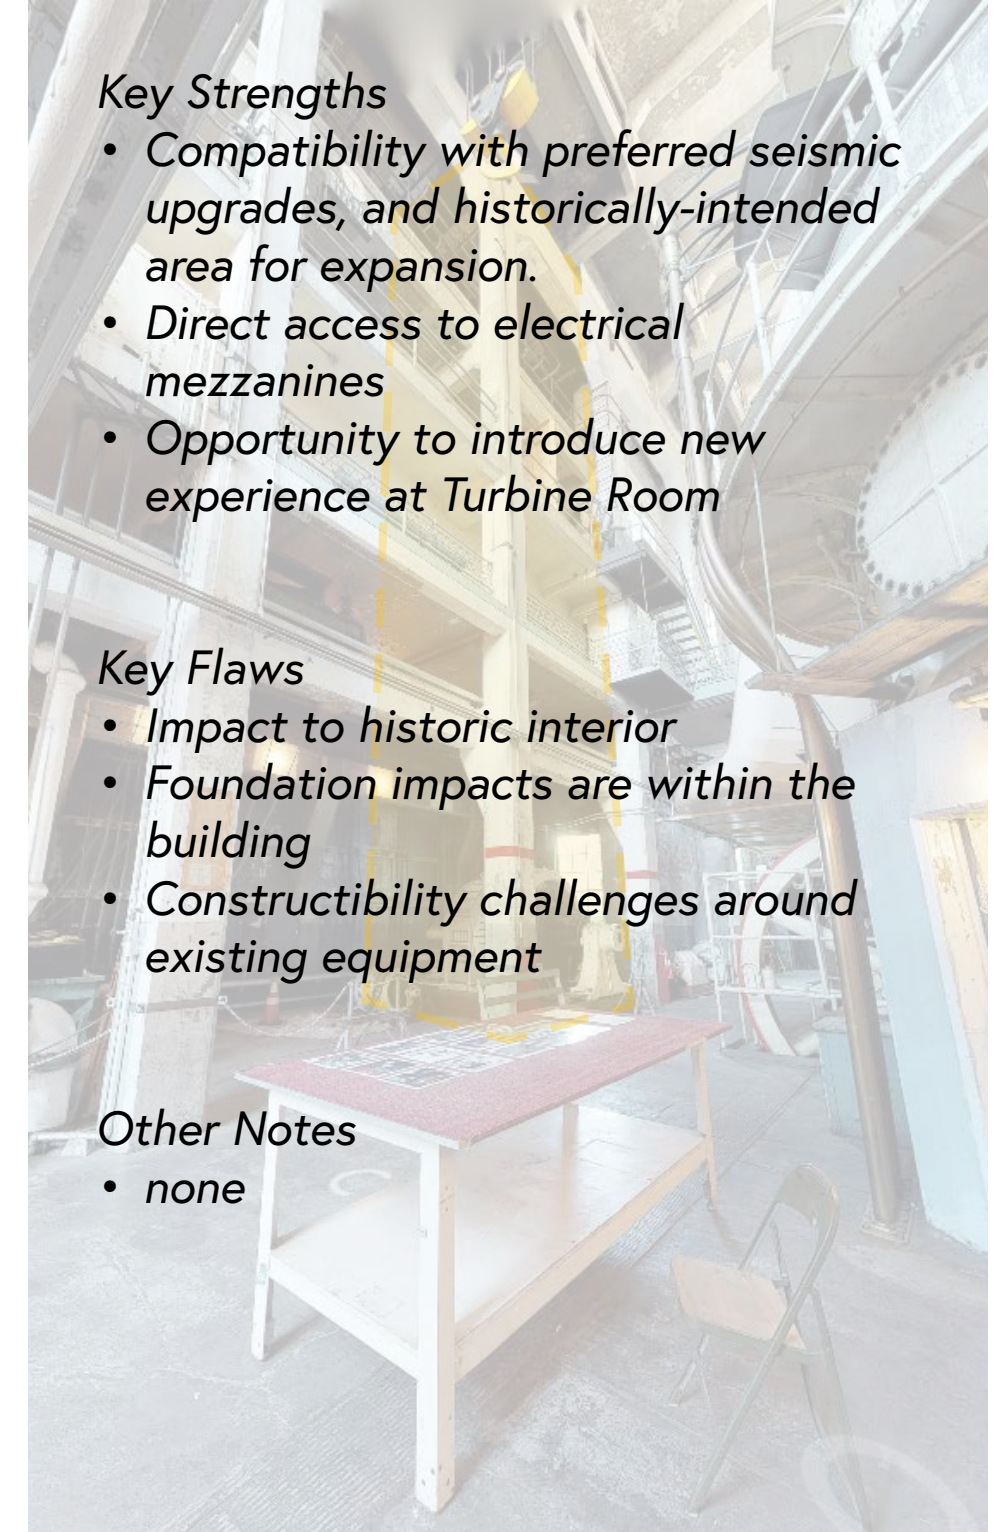 Key Strengths
• Compatibility with preferred seismic
upgrades, and historically-intended
area for expansion.
• Direct access to electrical
mezzanines
• Opportunity to introduce new
experience at Turbine Room
Key Flaws
• Impact to historic interior
• Foundation impacts are within the
building
• Constructibility challenges around
existing equipment
Other Notes
• none